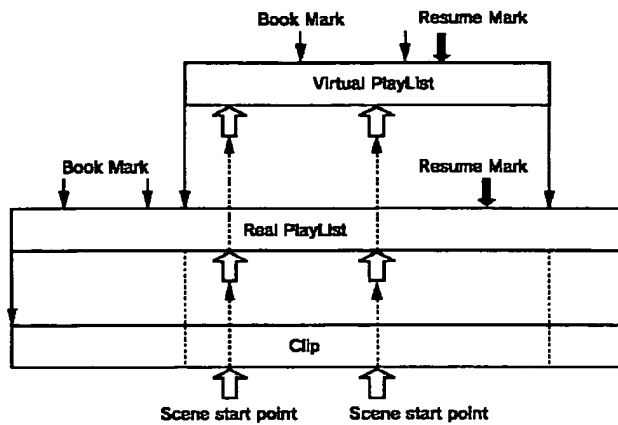 Book Mark
Resume Mark
Virtual PlayList
Book Mark
Resume Mark
Real PlayList
Clip
Scene start point
Scene start point